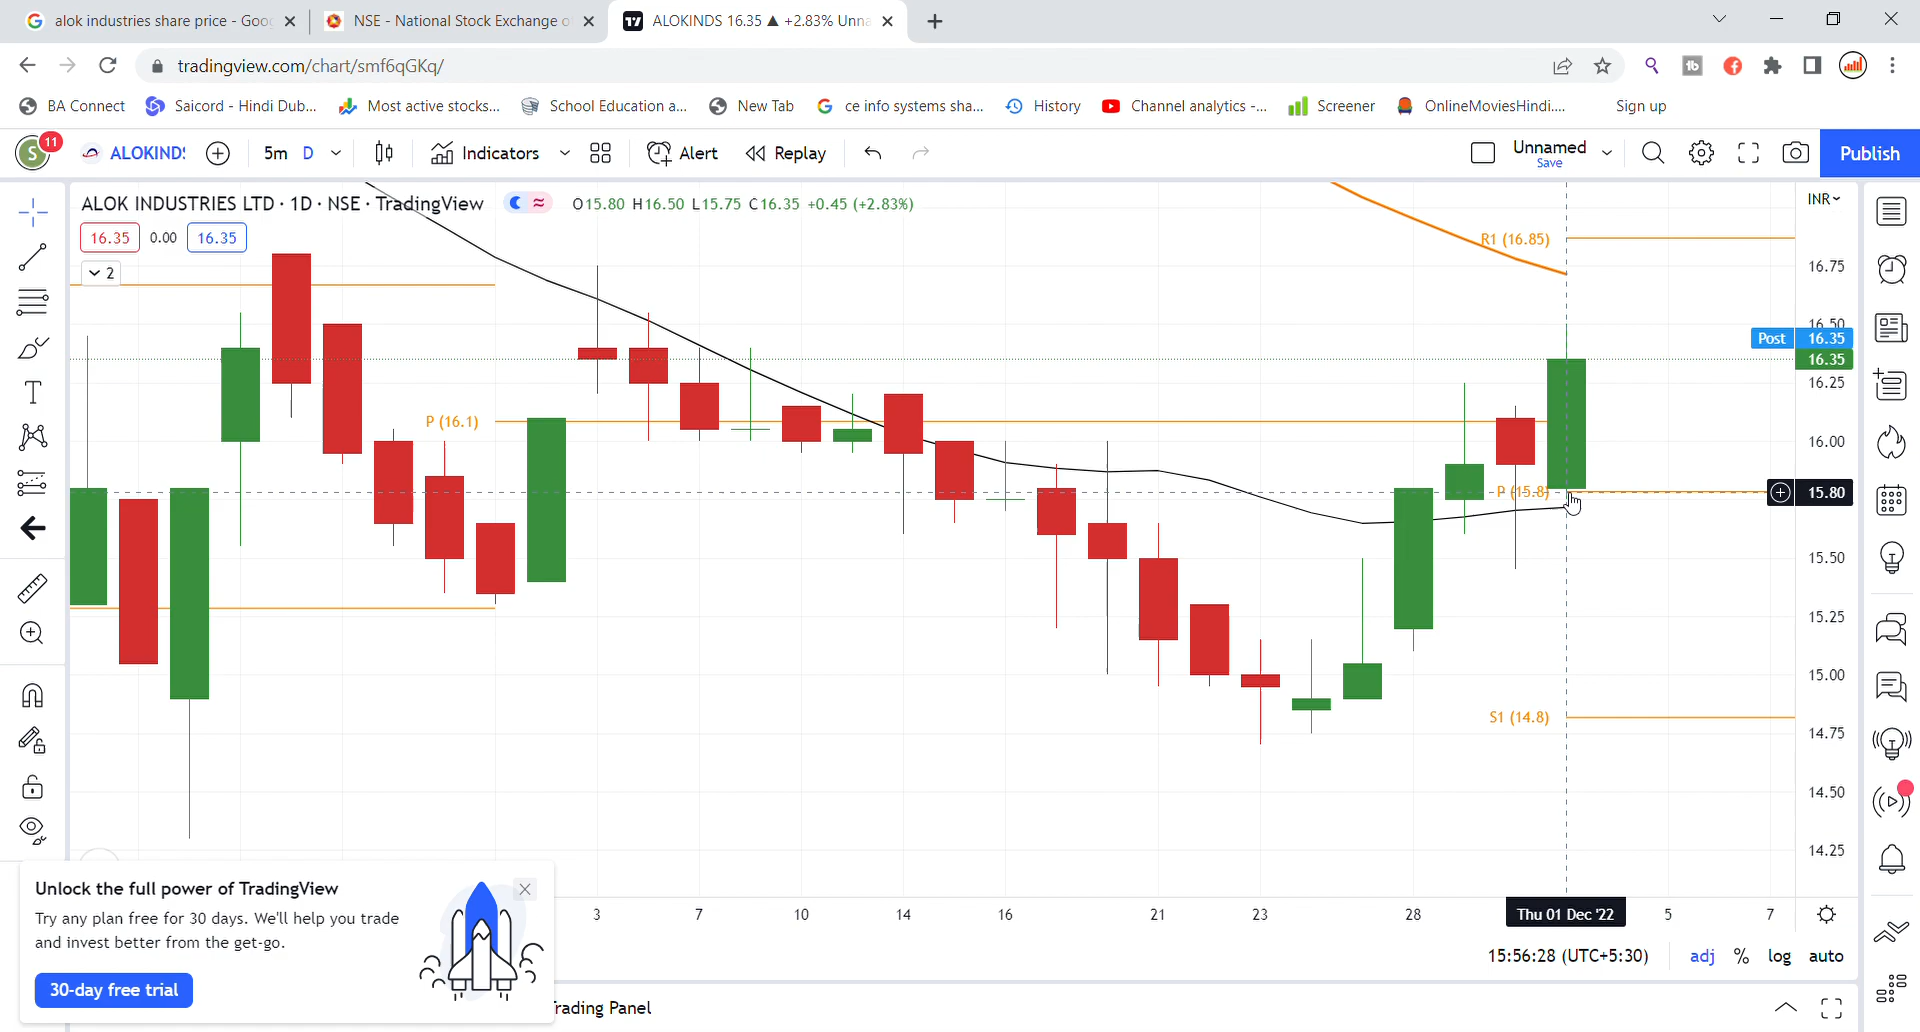 alok industries share price - Goo
NSE - National Stock Exchange o
ALOKINDS 16.35 ▲ +2.83% Unna
tradingview.com/chart/smf6qGKq/
BA Connect
Saicord - Hindi Dub...
Most active stocks...
School Education a...
New Tab
ce info systems sha...
History
Channel analytics -...
Screener
OnlineMoviesHindi....
Sign up
S
11
ALOKINDS
5m
D
Indicators
Alert
Replay
Unnamed
Save
Publish
ALOK INDUSTRIES LTD · 1D · NSE · TradingView
O15.80 H16.50 L15.75 C16.35 +0.45 (+2.83%)
INR
16.35
0.00
16.35
2
R1 (16.85)
P (16.1)
P (15.8)
S1 (14.8)
16.75
16.50
Post 16.35
16.35
16.25
16.00
15.80
15.50
15.25
15.00
14.75
14.50
14.25
3
7
10
14
16
21
23
28
Thu 01 Dec '22
5
7
15:56:28 (UTC+5:30)
adj
%
log
auto
Unlock the full power of TradingView
Try any plan free for 30 days. We'll help you trade
and invest better from the get-go.
30-day free trial
rading Panel